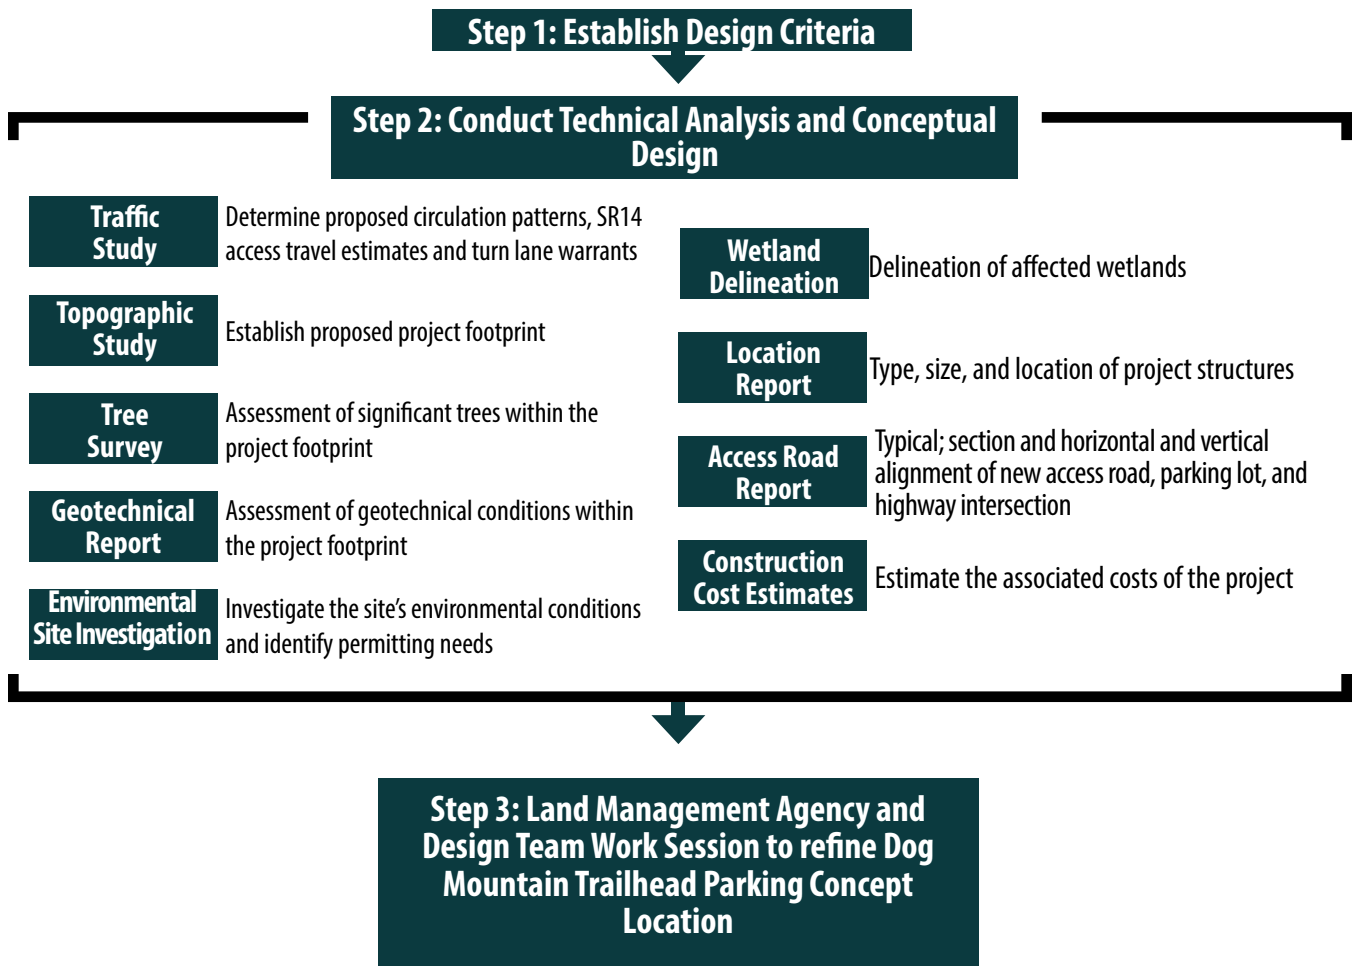 Step 1: Establish Design Criteria
Step 2: Conduct Technical Analysis and Conceptual
Design
Traffic
Study
Determine proposed circulation patterns, SR14
access travel estimates and turn lane warrants
Topographic
Study
Establish proposed project footprint
Tree
Survey
Assessment of significant trees within the
project footprint
Geotechnical
Report
Assessment of geotechnical conditions within
the project footprint
Environmental
Site Investigation
Investigate the site’s environmental conditions
and identify permitting needs
Wetland
Delineation
Delineation of affected wetlands
Location
Report
Type, size, and location of project structures
Access Road
Report
Typical; section and horizontal and vertical
alignment of new access road, parking lot, and
highway intersection
Construction
Cost Estimates
Estimate the associated costs of the project
Step 3: Land Management Agency and
Design Team Work Session to refine Dog
Mountain Trailhead Parking Concept
Location